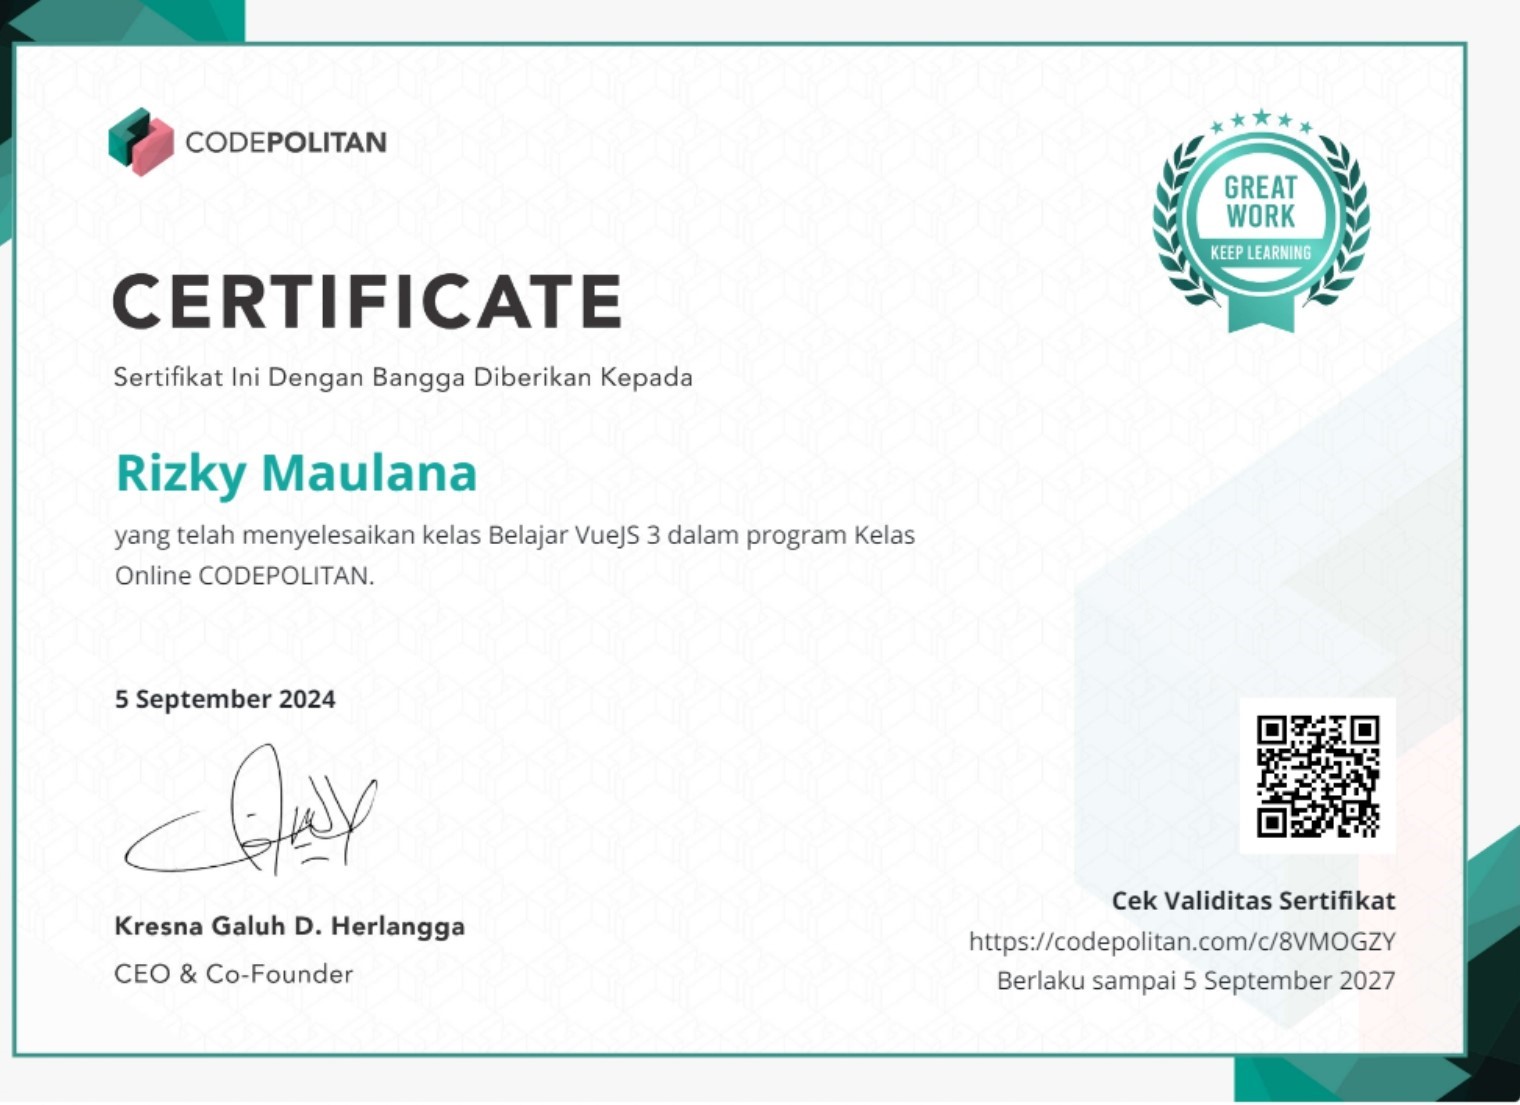 CODEPOLITAN
GREAT
WORK
KEEP LEARNING
CERTIFICATE
Sertifikat Ini Dengan Bangga Diberikan Kepada
Rizky Maulana
yang telah menyelesaikan kelas Belajar VueJS 3 dalam program Kelas
Online CODEPOLITAN.
5 September 2024
Kresna Galuh D. Herlangga
CEO & Co-Founder
Cek Validitas Sertifikat
https://codepolitan.com/c/8VMOGZY
Berlaku sampai 5 September 2027